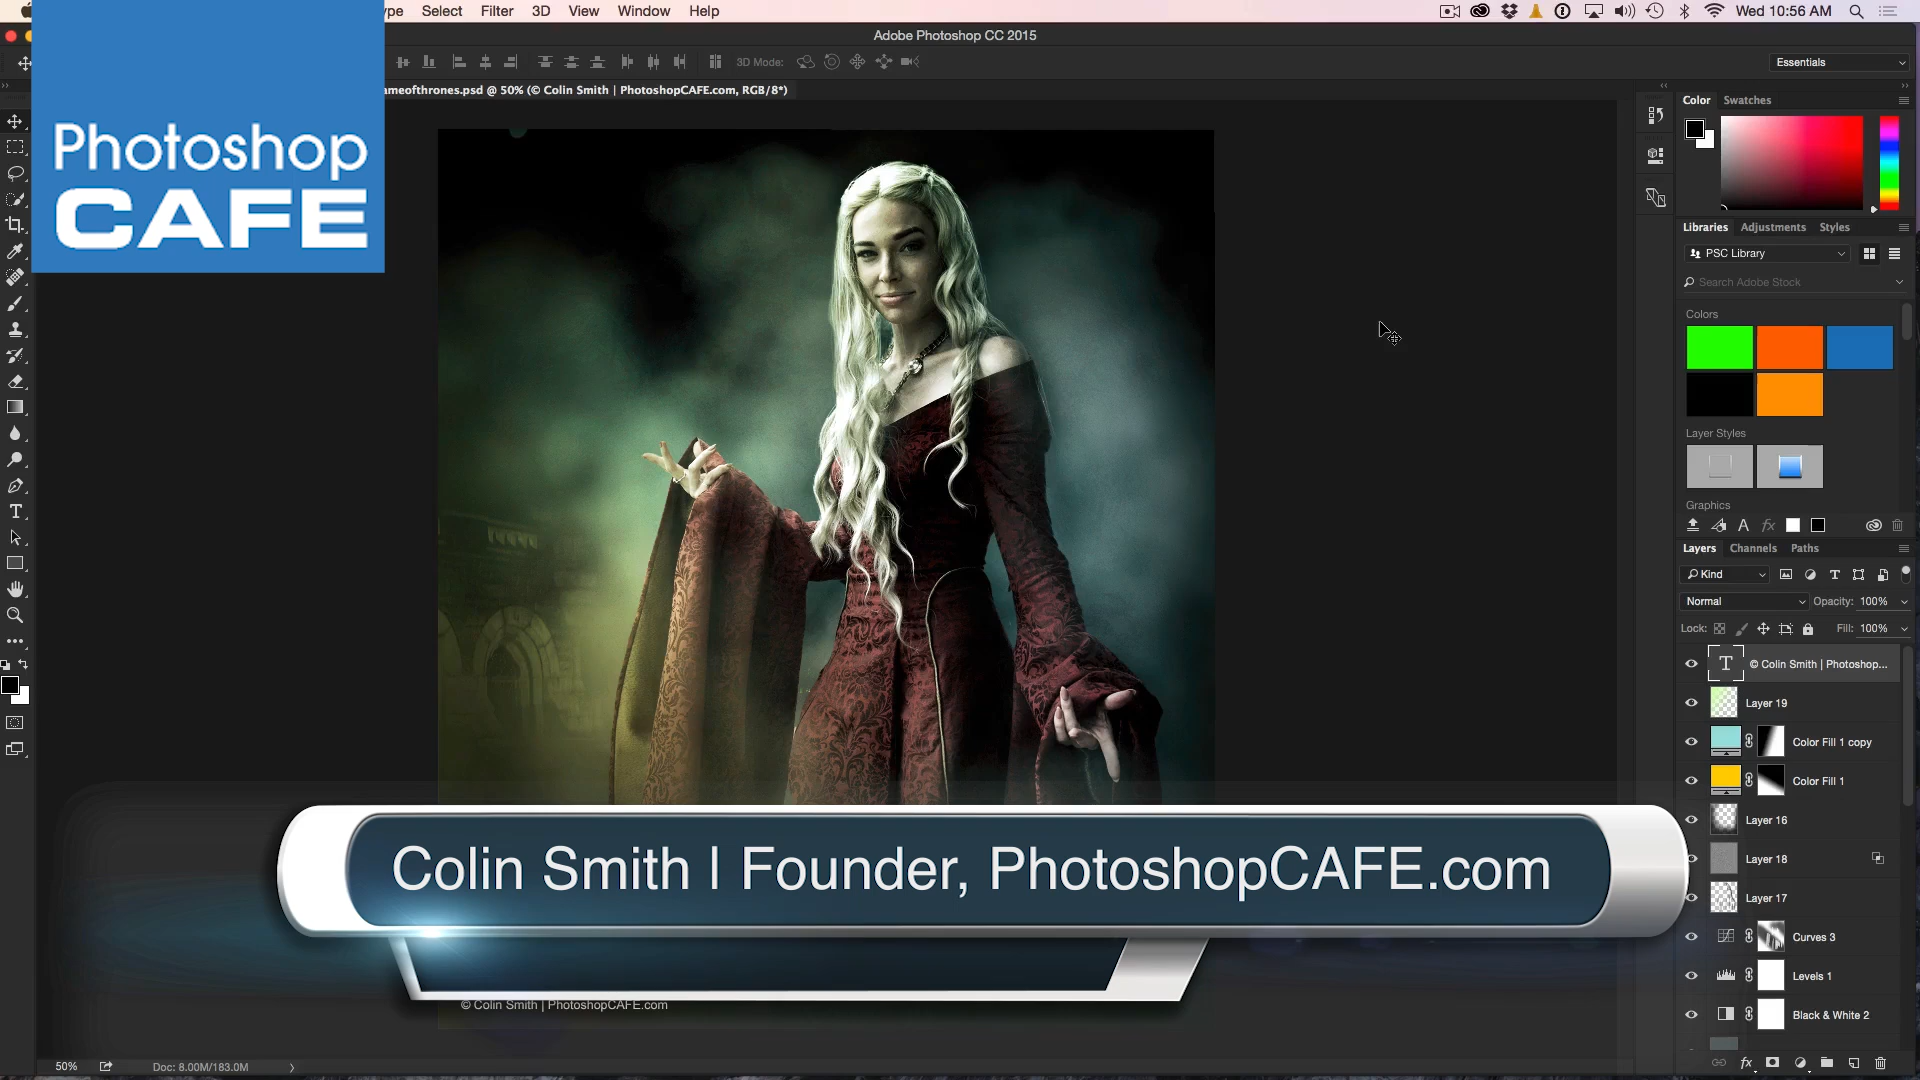 Select Filter 3D View Window Help
Wed 10:56 AM
Adobe Photoshop CC 2015
3D Mode:
Essentials
ameofthrones.psd @ 50% (© Colin Smith | PhotoshopCAFE.com, RGB/8*)
Photoshop
CAFE
Color Swatches
Libraries Adjustments Styles
PSC Library
Search Adobe Stock
Colors
Layer Styles
Graphics
Layers Channels Paths
Kind
Normal Opacity: 100%
Lock: Fill: 100%
© Colin Smith | Photoshop...
Layer 19
Color Fill 1 copy
Color Fill 1
Layer 16
Layer 18
Layer 17
Curves 3
Levels 1
Black & White 2
Colin Smith | Founder, PhotoshopCAFE.com
© Colin Smith | PhotoshopCAFE.com
50% Doc: 8.00M/183.0M